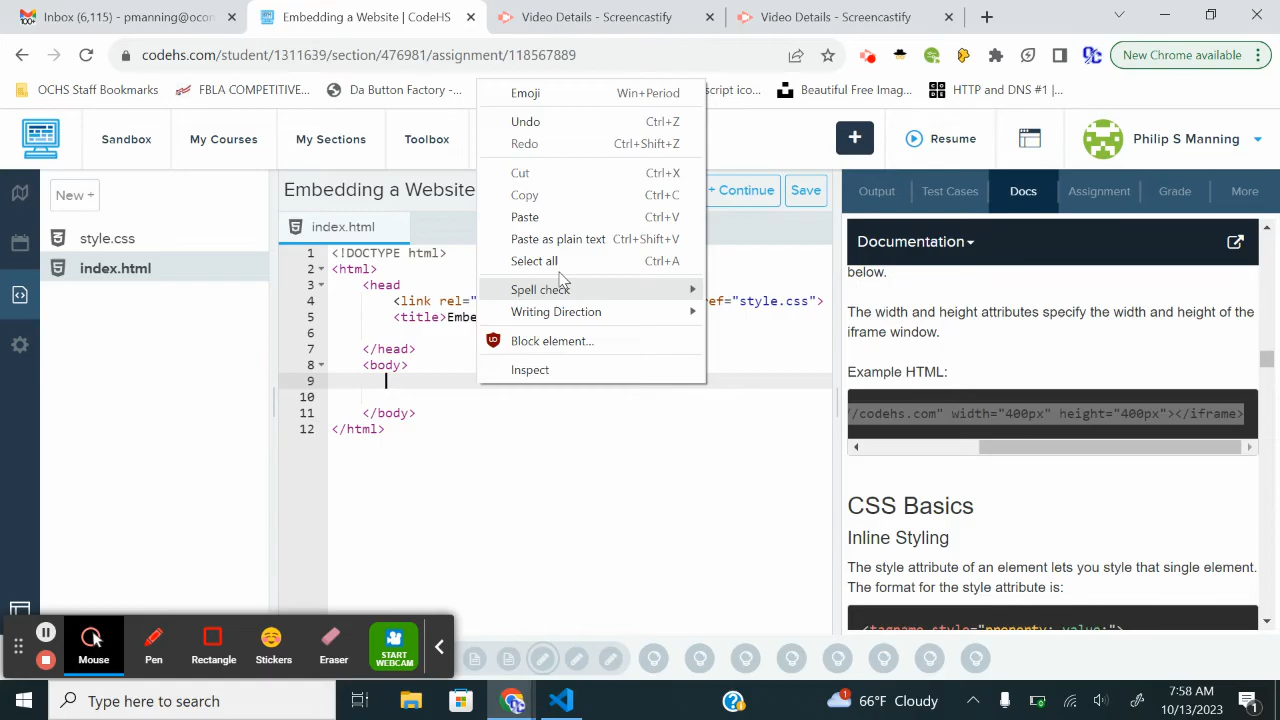 Inbox (6,115) - pmanning@ocon
Embedding a Website | CodeHS
Video Details - Screencastify
Video Details - Screencastify
codehs.com/student/1311639/section/476981/assignment/118567889
New Chrome available
OCHS Staff Bookmarks
FBLA COMPETITIVE...
Da Button Factory -...
script ico...
Beautiful Free Imag...
HTTP and DNS #1 |...
Sandbox
My Courses
My Sections
Toolbox
Resume
Philip S Manning
New +
style.css
index.html
Embedding a Website
+ Continue
Save
index.html
1 <!DOCTYPE html>
2 <html>
3 <head
4 <link rel="
ef="style.css">
5 <title>Embe
6
7 </head>
8 <body>
9
10
11 </body>
12 </html>
Emoji Win+Period
Undo Ctrl+Z
Redo Ctrl+Shift+Z
Cut Ctrl+X
Copy Ctrl+C
Paste Ctrl+V
Paste as plain text Ctrl+Shift+V
Select all Ctrl+A
Spell check
Writing Direction
Block element...
Inspect
Output
Test Cases
Docs
Assignment
Grade
More
Documentation
below.
The width and height attributes specify the width and height of the
iframe window.
Example HTML:
//codehs.com" width="400px" height="400px"></iframe>
CSS Basics
Inline Styling
The style attribute of an element lets you style that single element.
The format for the style attribute is:
<tagname style="property: value;">
Mouse
Pen
Rectangle
Stickers
Eraser
START
WEBCAM
Type here to search
66°F Sunny
7:58 AM
10/13/2023